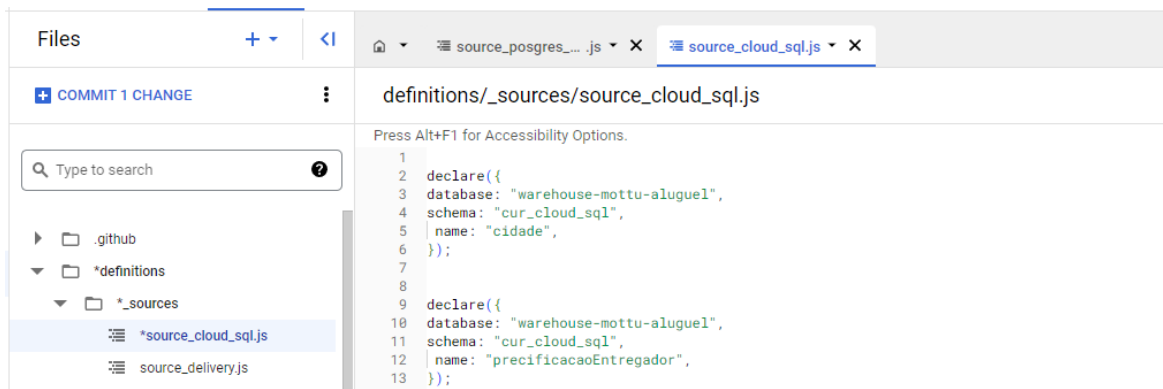 Files
COMMIT 1 CHANGE
Type to search
.github
*definitions
*_sources
*source_cloud_sql.js
source_delivery.js
source_posgres_... .js
source_cloud_sql.js
definitions/_sources/source_cloud_sql.js
Press Alt+F1 for Accessibility Options.
1
2 declare({
3 database: "warehouse-mottu-aluguel",
4 schema: "cur_cloud_sql",
5 name: "cidade",
6 });
7
8
9 declare({
10 database: "warehouse-mottu-aluguel",
11 schema: "cur_cloud_sql",
12 name: "precificacaoEntregador",
13 });